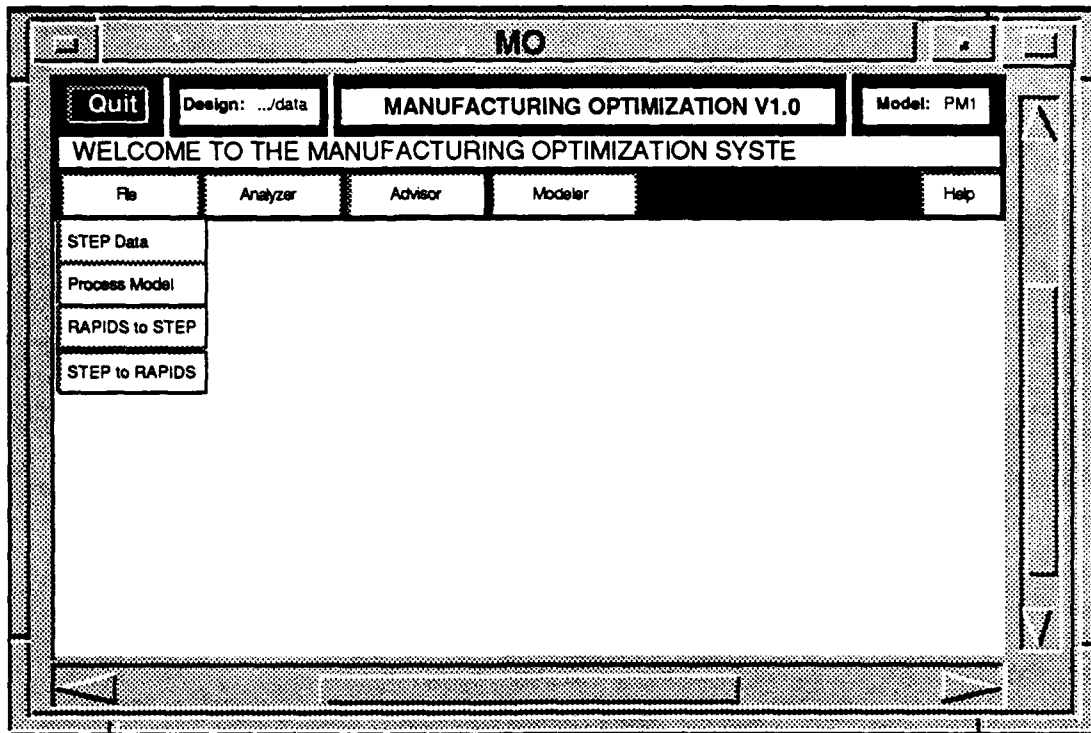 MO
Quit Design: .../data MANUFACTURING OPTIMIZATION V1.0 Model: PM1
WELCOME TO THE MANUFACTURING OPTIMIZATION SYSTE
File Analyzer Advisor Modeler Help
STEP Data
Process Model
RAPIDS to STEP
STEP to RAPIDS